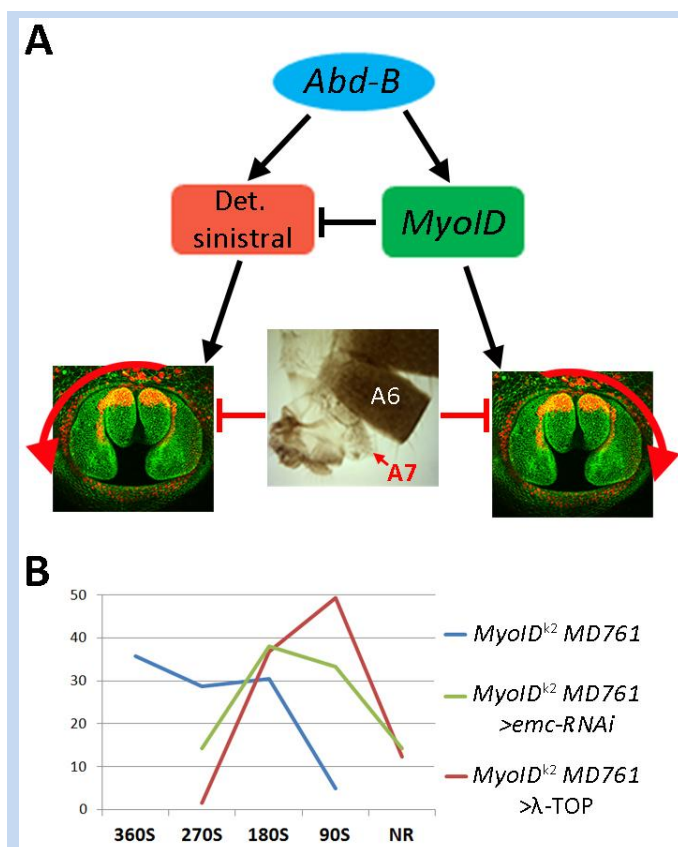 A
Abd-B
Det.
sinistral
MyoID
A6
A7
B
50
40
30
20
10
0
360S 270S 180S 90S NR
MyoIDᵏ² MD761
MyoIDᵏ² MD761
>emc-RNAi
MyoIDᵏ² MD761
>λ-TOP